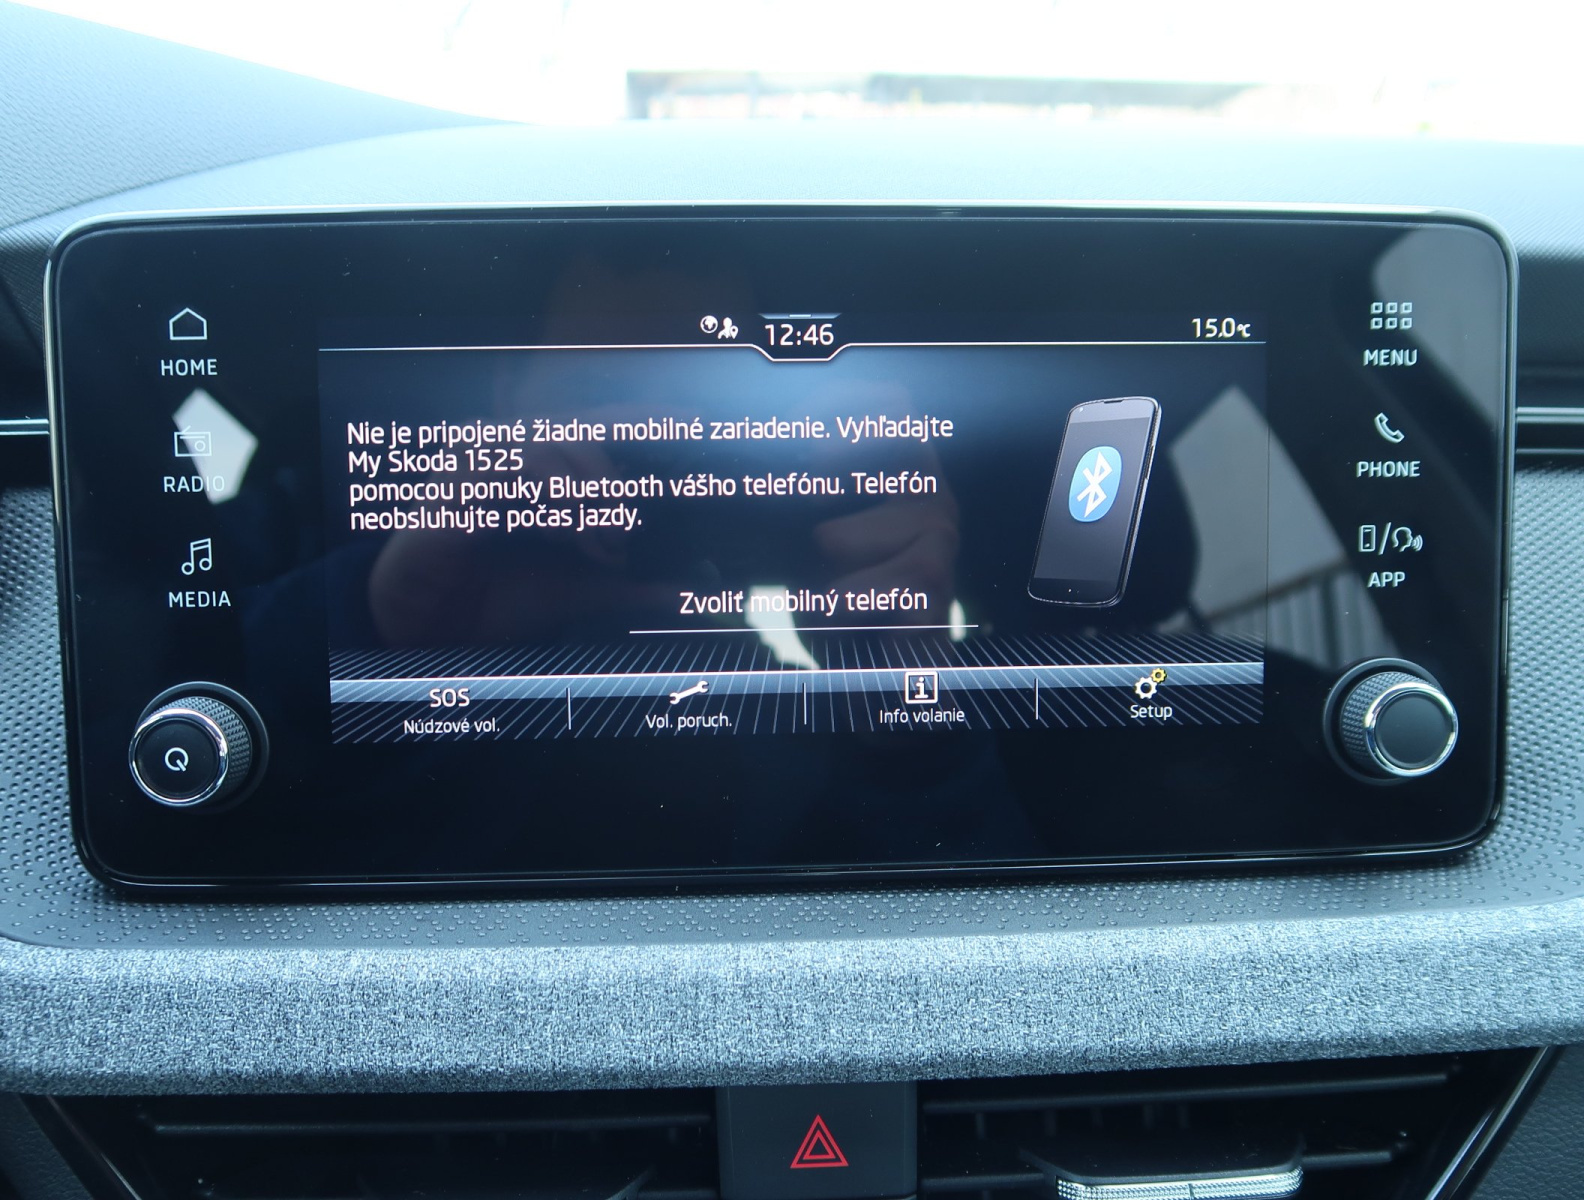 12:46
15.0°C
HOME
RADIO
MEDIA
MENU
PHONE
APP
Nie je pripojené žiadne mobilné zariadenie. Vyhľadajte
My Skoda 1525
pomocou ponuky Bluetooth vášho telefónu. Telefón
neobsluhujte počas jazdy.
Zvoliť mobilný telefón
SOS
Núdzové vol.
Vol. poruch.
Info volanie
Setup